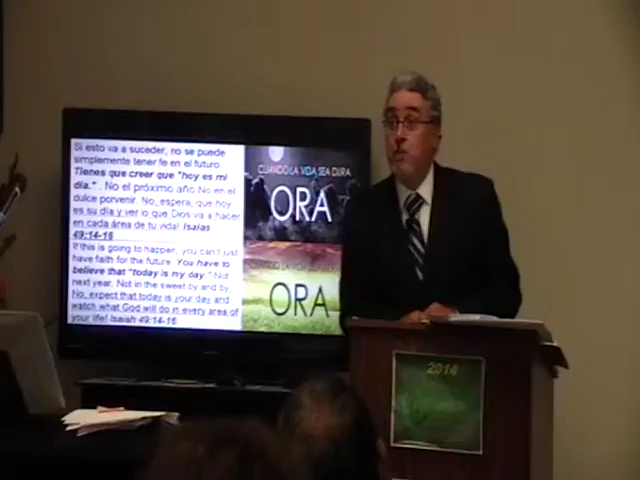 Si esto va a suceder, no se puede
simplemente tener fe en el futuro
Tienes que creer que "hoy es mi
día." . No el próximo año No en el
dulce porvenir. No, espera, que hoy
es su día y ver lo que Dios va a hacer
en cada área de tu vida! Isaias
49:14-16
If this is going to happen, you can't just
have faith for the future. You have to
believe that "today is my day." Not
next year. Not in the sweet by and by.
No, expect that today is your day and
watch what God will do in every area of
your life! Isaiah 49:14-16
CUANDO LA VIDA SEA DURA
ORA
CUANDO LA VIDA SEA
ORA
2014